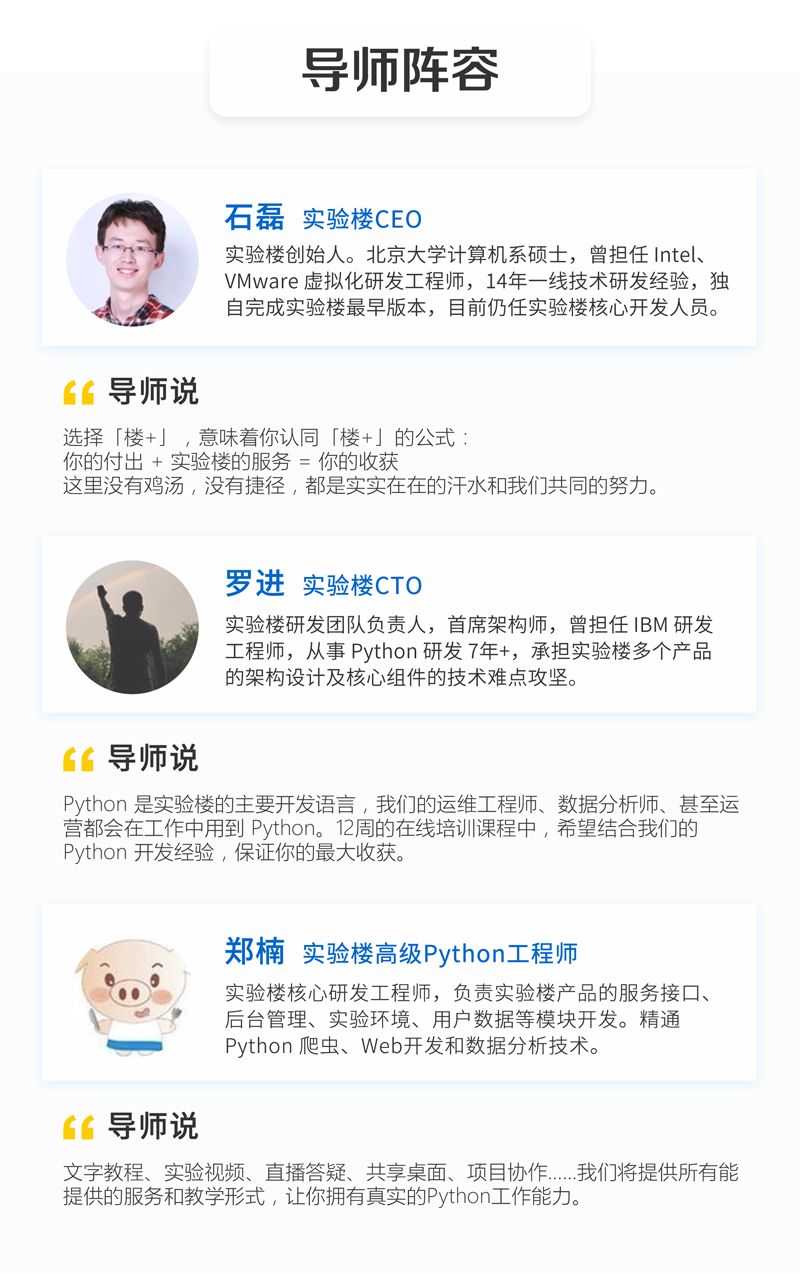 导师阵容
石磊 实验楼CEO
实验楼创始人。北京大学计算机系硕士，曾担任 Intel、
VMware 虚拟化研发工程师，14年一线技术研发经验，独
自完成实验楼最早版本，目前仍任实验楼核心开发人员。
导师说
选择「楼+」，意味着你认同「楼+」的公式：
你的付出 + 实验楼的服务 = 你的收获
这里没有鸡汤，没有捷径，都是实实在在的汗水和我们共同的努力。
罗进 实验楼CTO
实验楼研发团队负责人，首席架构师，曾担任 IBM 研发
工程师，从事 Python 研发 7年+，承担实验楼多个产品
的架构设计及核心组件的技术难点攻坚。
导师说
Python 是实验楼的主要开发语言，我们的运维工程师、数据分析师、甚至运
营都会在工作中用到 Python。12周的在线培训课程中，希望结合我们的
Python 开发经验，保证你的最大收获。
郑楠 实验楼高级Python工程师
实验楼核心研发工程师，负责实验楼产品的服务接口、
后台管理、实验环境、用户数据等模块开发。精通
Python 爬虫、Web开发和数据分析技术。
导师说
文字教程、实验视频、直播答疑、共享桌面、项目协作......我们将提供所有能
提供的服务和教学形式，让你拥有真实的Python工作能力。